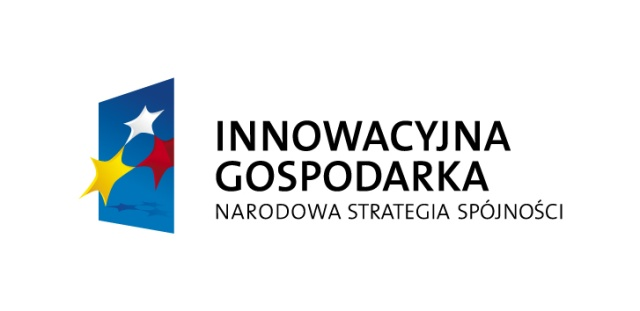 INNOWACYJNA
GOSPODARKA
NARODOWA STRATEGIA SPÓJNOŚCI